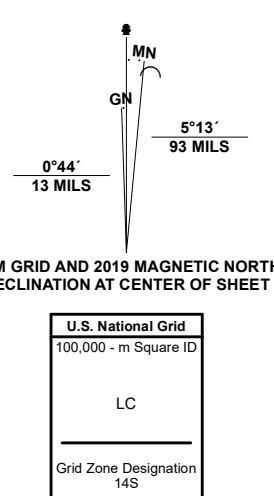 MN
GN
5°13´
93 MILS
0°44´
13 MILS
M GRID AND 2019 MAGNETIC NORTH
ECLINATION AT CENTER OF SHEET
U.S. National Grid
100,000 - m Square ID
LC
Grid Zone Designation
14S